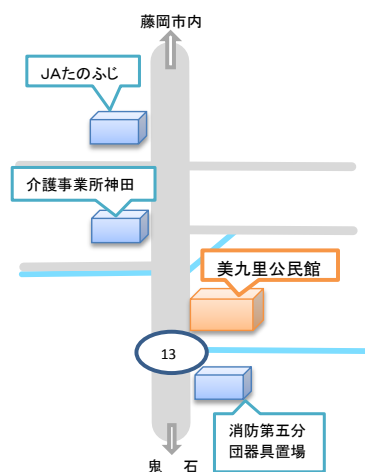 藤岡市内
JAたのふじ
介護事業所神田
美九里公民館
13
消防第五分
団器具置場
鬼　石